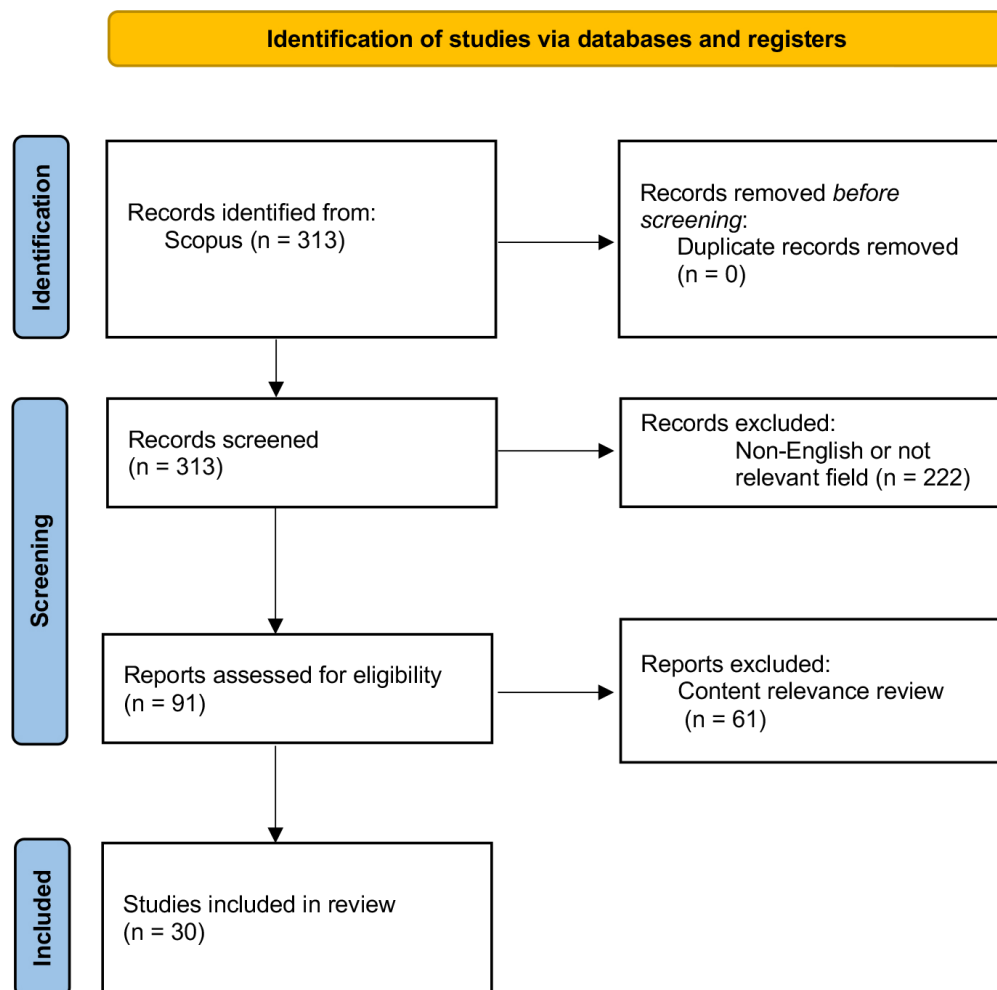 Identification of studies via databases and registers
Identification
Records identified from:
Scopus (n = 313)
Records removed before
screening:
Duplicate records removed
(n = 0)
Screening
Records screened
(n = 313)
Records excluded:
Non-English or not
relevant field (n = 222)
Reports assessed for eligibility
(n = 91)
Reports excluded:
Content relevance review
(n = 61)
Included
Studies included in review
(n = 30)